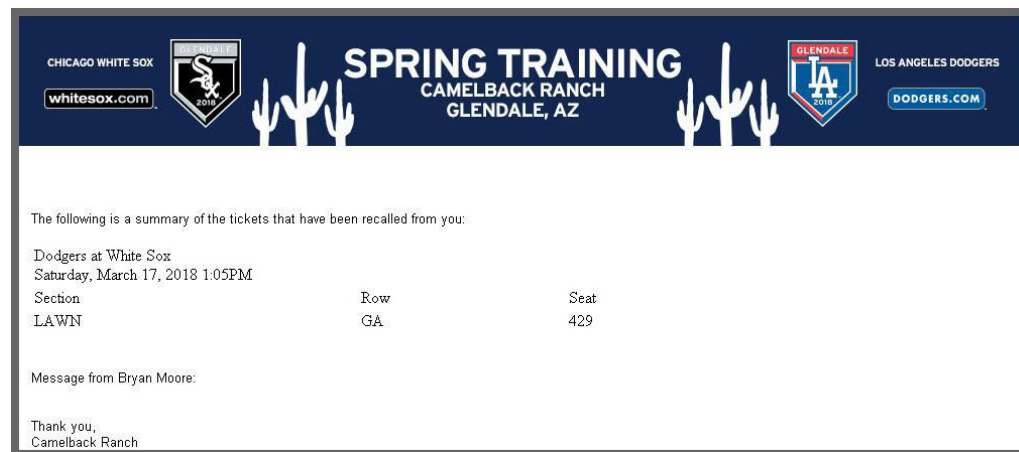 CHICAGO WHITE SOX
whitesox.com
GLENDALE
Sox
2018
SPRING TRAINING
CAMELBACK RANCH
GLENDALE, AZ
GLENDALE
LA
2018
LOS ANGELES DODGERS
DODGERS.COM
The following is a summary of the tickets that have been recalled from you:
Dodgers at White Sox
Saturday, March 17, 2018 1:05PM
Section Row Seat
LAWN GA 429
Message from Bryan Moore:
Thank you,
Camelback Ranch